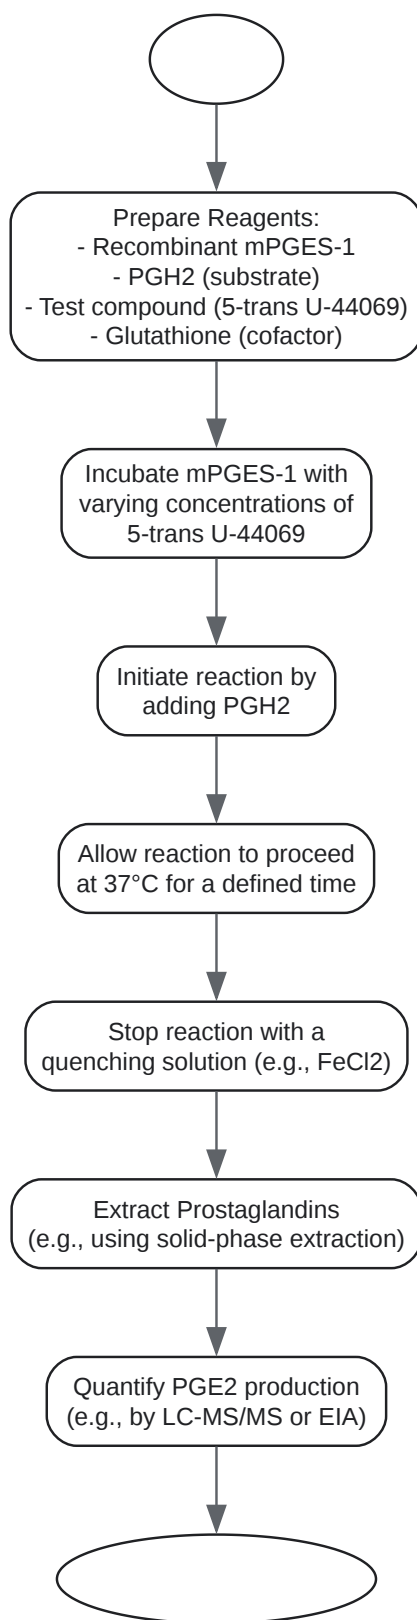 Prepare Reagents:
- Recombinant mPGES-1
- PGH2 (substrate)
- Test compound (5-trans U-44069)
- Glutathione (cofactor)
Incubate mPGES-1 with
varying concentrations of
5-trans U-44069
Initiate reaction by
adding PGH2
Allow reaction to proceed
at 37°C for a defined time
Stop reaction with a
quenching solution (e.g., FeCl2)
Extract Prostaglandins
(e.g., using solid-phase extraction)
Quantify PGE2 production
(e.g., by LC-MS/MS or EIA)